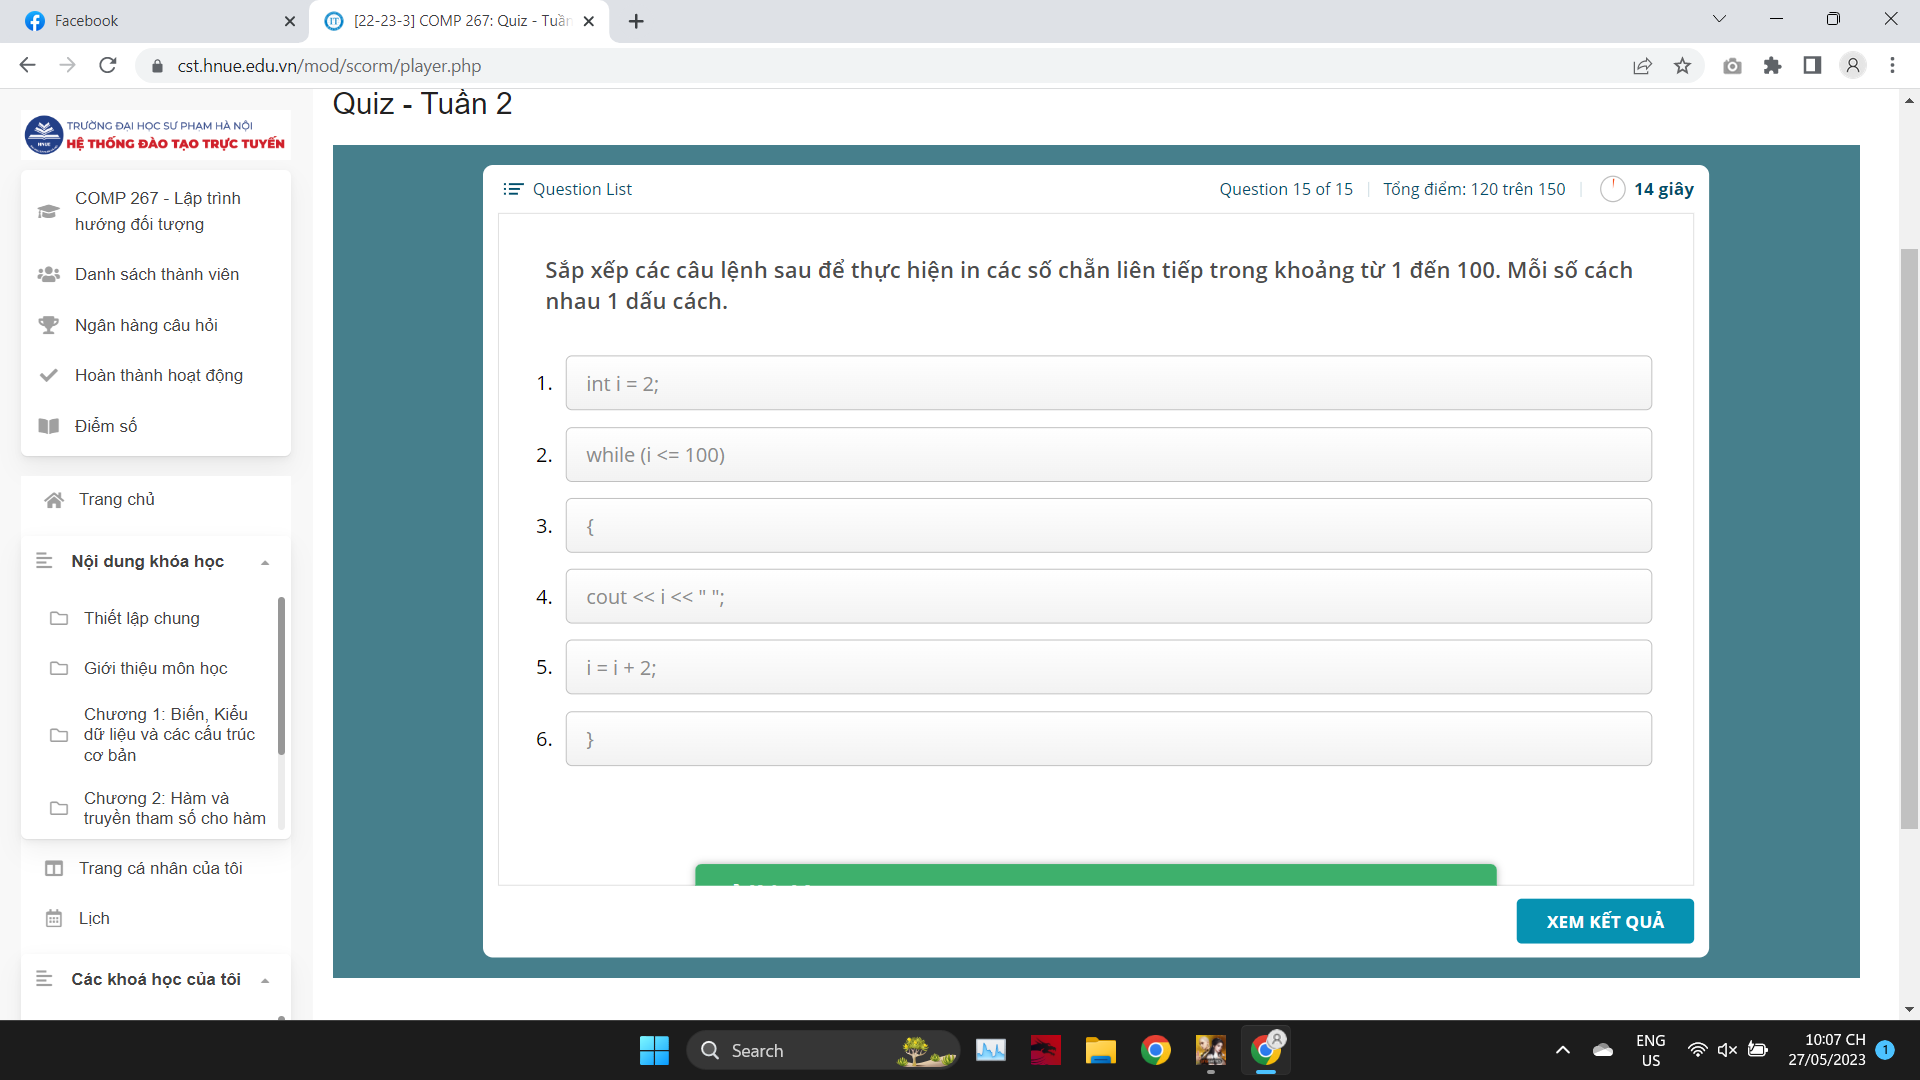 Facebook
[22-23-3] COMP 267: Quiz - Tuần
cst.hnue.edu.vn/mod/scorm/player.php
Quiz - Tuần 2
TRƯỜNG ĐẠI HỌC SƯ PHẠM HÀ NỘI
HỆ THỐNG ĐÀO TẠO TRỰC TUYẾN
COMP 267 - Lập trình
hướng đối tượng
Danh sách thành viên
Ngân hàng câu hỏi
Hoàn thành hoạt động
Điểm số
Trang chủ
Nội dung khóa học
Thiết lập chung
Giới thiệu môn học
Chương 1: Biến, Kiểu
dữ liệu và các cấu trúc
cơ bản
Chương 2: Hàm và
truyền tham số cho hàm
Trang cá nhân của tôi
Lịch
Các khoá học của tôi
Question List
Question 15 of 15
Tổng điểm: 120 trên 150
14 giây
Sắp xếp các câu lệnh sau để thực hiện in các số chẵn liên tiếp trong khoảng từ 1 đến 100. Mỗi số cách
nhau 1 dấu cách.
1. int i = 2;
2. while (i <= 100)
3. {
4. cout << i << " ";
5. i = i + 2;
6. }
XEM KẾT QUẢ
Search
ENG
US
10:07 CH
27/05/2023
1